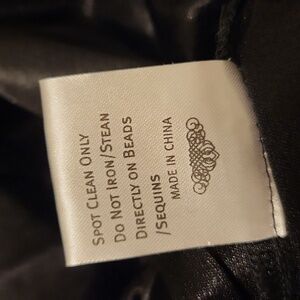 SPOT CLEAN ONLY
DO NOT IRON/STEAN
DIRECTLY ON BEADS
/SEQUINS
MADE IN CHINA